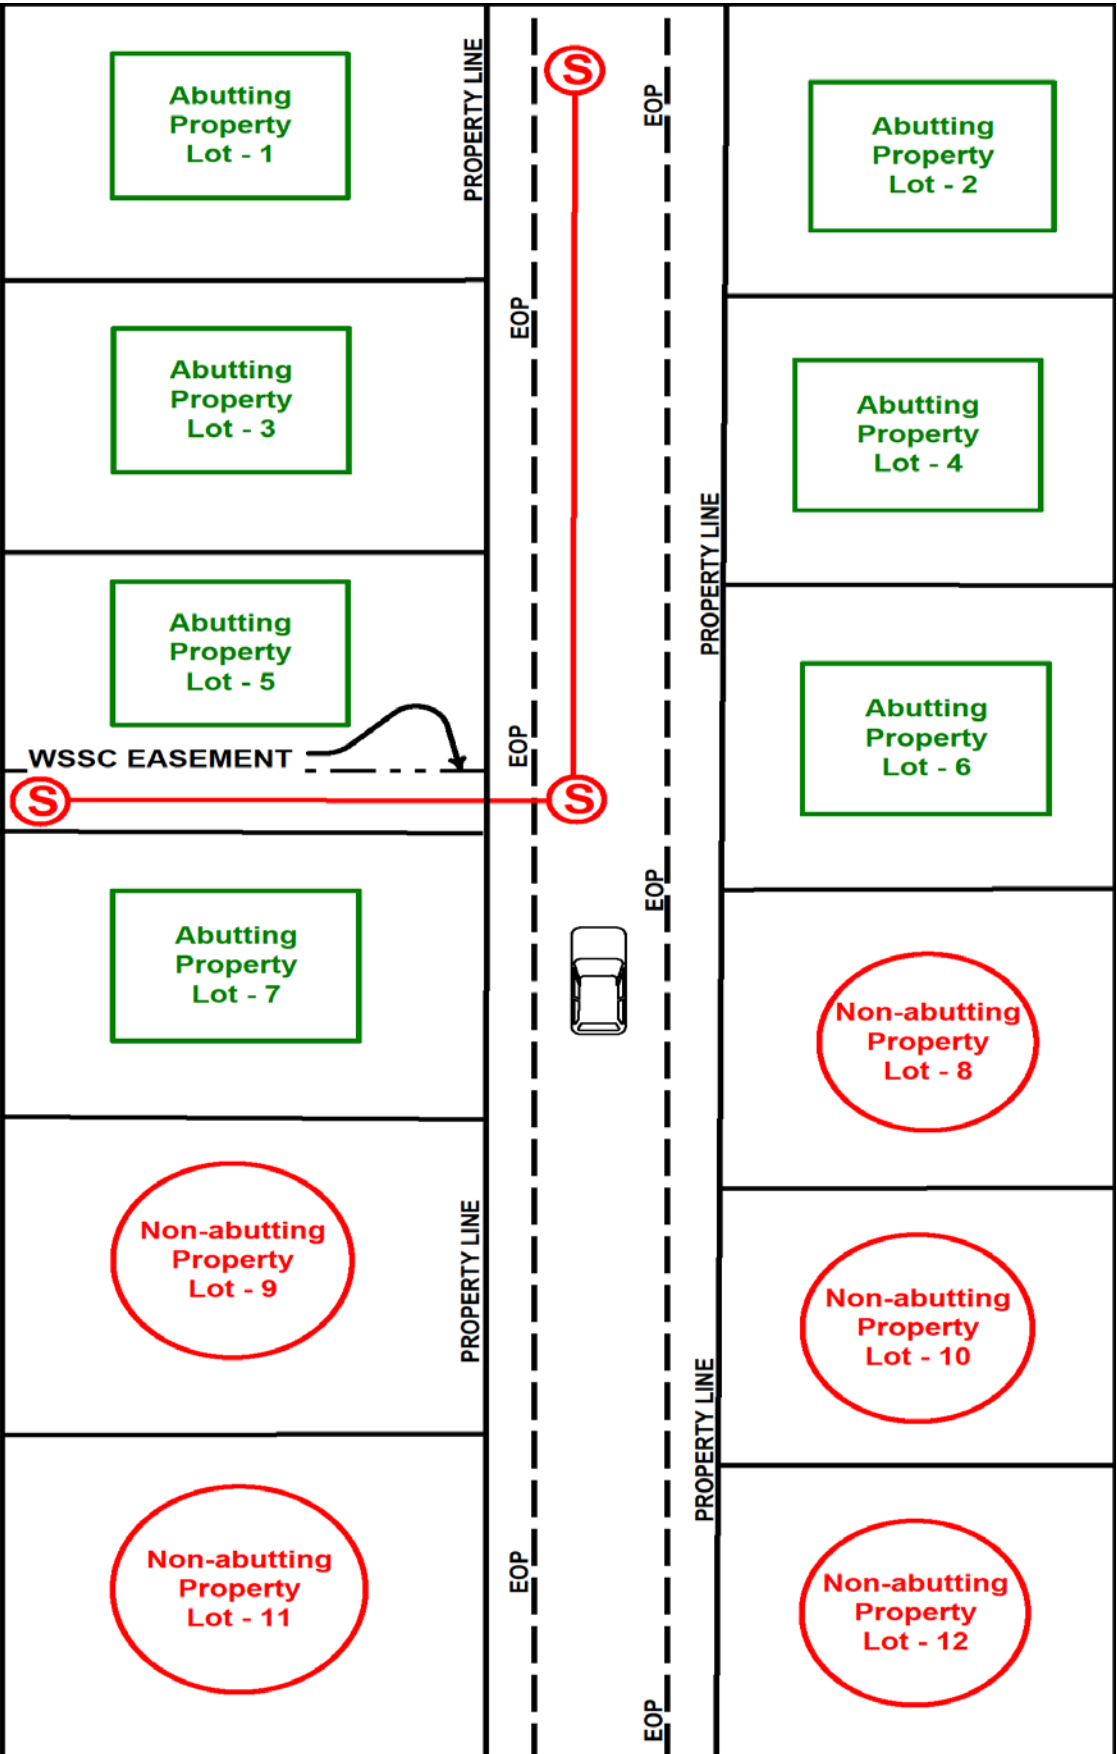 PROPERTY LINE
S
EOP
Abutting
Property
Lot - 1
Abutting
Property
Lot - 2
EOP
Abutting
Property
Lot - 3
Abutting
Property
Lot - 4
PROPERTY LINE
Abutting
Property
Lot - 5
Abutting
Property
Lot - 6
EOP
WSSC EASEMENT
S
S
EOP
Abutting
Property
Lot - 7
Non-abutting
Property
Lot - 8
Non-abutting
Property
Lot - 9
PROPERTY LINE
Non-abutting
Property
Lot - 10
PROPERTY LINE
Non-abutting
Property
Lot - 11
EOP
Non-abutting
Property
Lot - 12
EOP